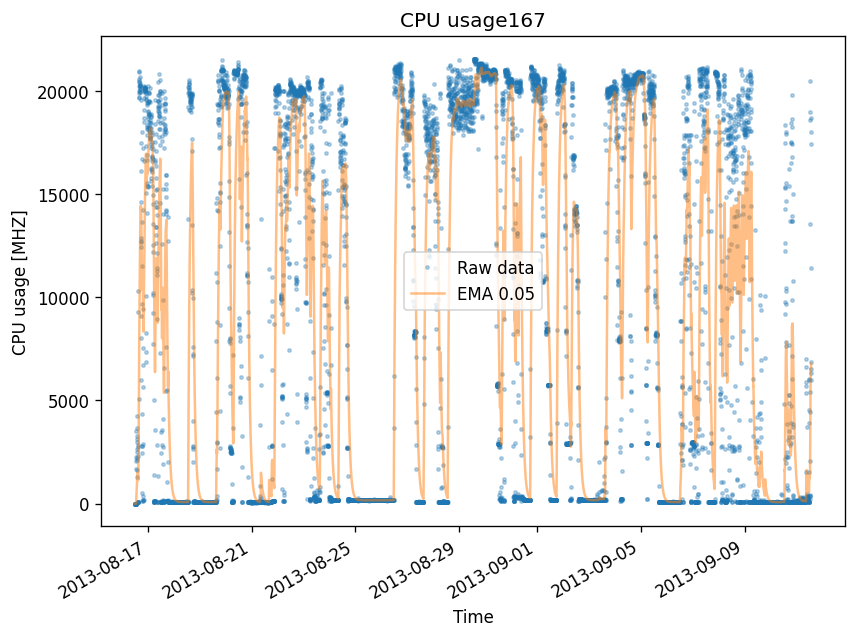 CPU usage167
CPU usage [MHZ]
20000
15000
10000
5000
0
Raw data
EMA 0.05
2013-08-17
2013-08-21
2013-08-25
2013-08-29
2013-09-01
2013-09-05
2013-09-09
Time